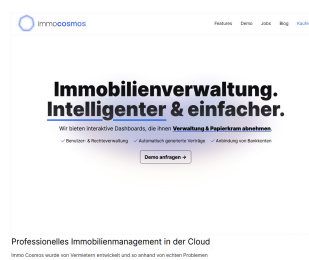 immocosmos
Features Demo Jobs Blog Kaufen
Immobilienverwaltung.
Intelligenter & einfacher.
Wir bieten interaktive Dashboards, die Ihnen Verwaltung & Papierkram abnehmen.
✓ Benutzer- & Rechteverwaltung ✓ Automatisch generierte Verträge ✓ Anbindung von Bankkonten
Demo anfragen →
Professionelles Immobilienmanagement in der Cloud
Immo Cosmos wurde von Vermietern entwickelt und so anhand von echten Problemen